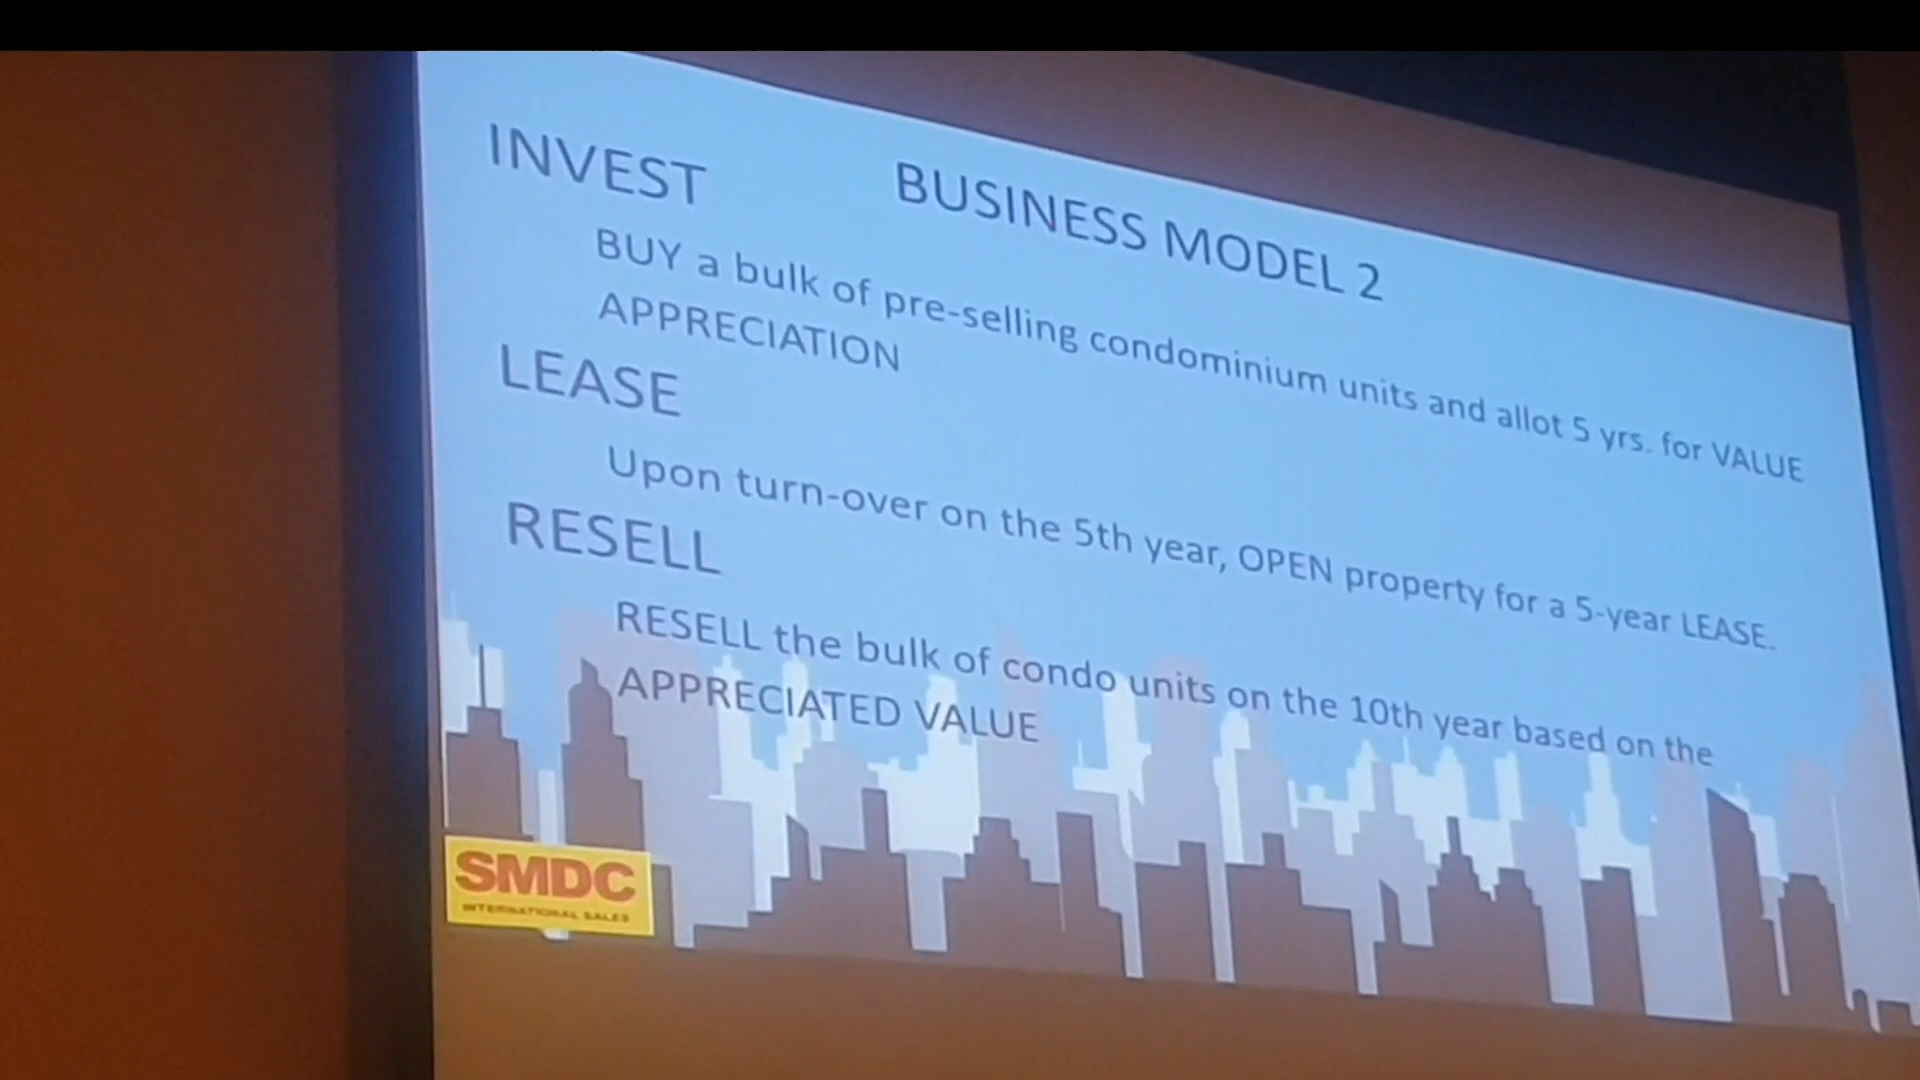 BUSINESS MODEL 2
INVEST
BUY a bulk of pre-selling condominium units and allot 5 yrs. for VALUE
APPRECIATION
LEASE
Upon turn-over on the 5th year, OPEN property for a 5-year LEASE.
RESELL
RESELL the bulk of condo units on the 10th year based on the
APPRECIATED VALUE
SMDC
INTERNATIONAL SALES